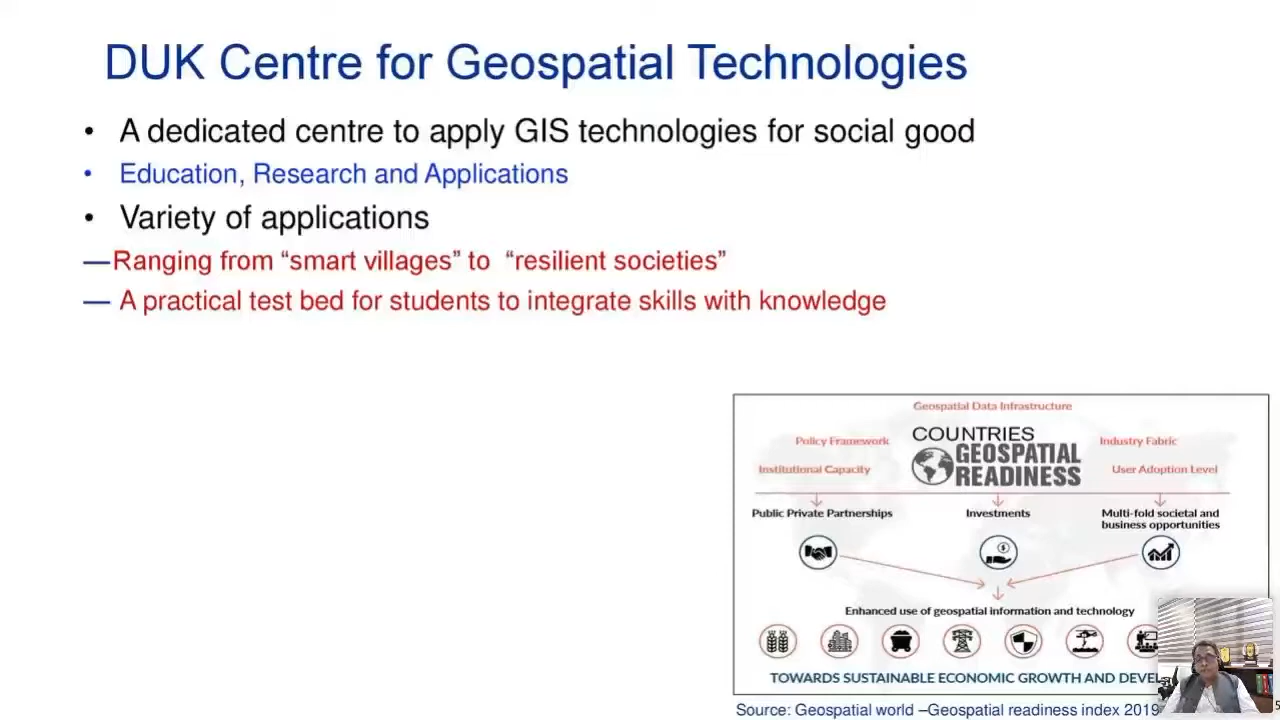 DUK Centre for Geospatial Technologies
• A dedicated centre to apply GIS technologies for social good
• Education, Research and Applications
• Variety of applications
—Ranging from “smart villages” to “resilient societies”
— A practical test bed for students to integrate skills with knowledge
Geospatial Data Infrastructure
Policy Framework
COUNTRIES
Industry Fabric
GEOSPATIAL
READINESS
Institutional Capacity
User Adoption Level
Public Private Partnerships
Investments
Multi-fold societal and
business opportunities
Enhanced use of geospatial information and technology
TOWARDS SUSTAINABLE ECONOMIC GROWTH AND DEVEL
Source: Geospatial world –Geospatial readiness index 2019